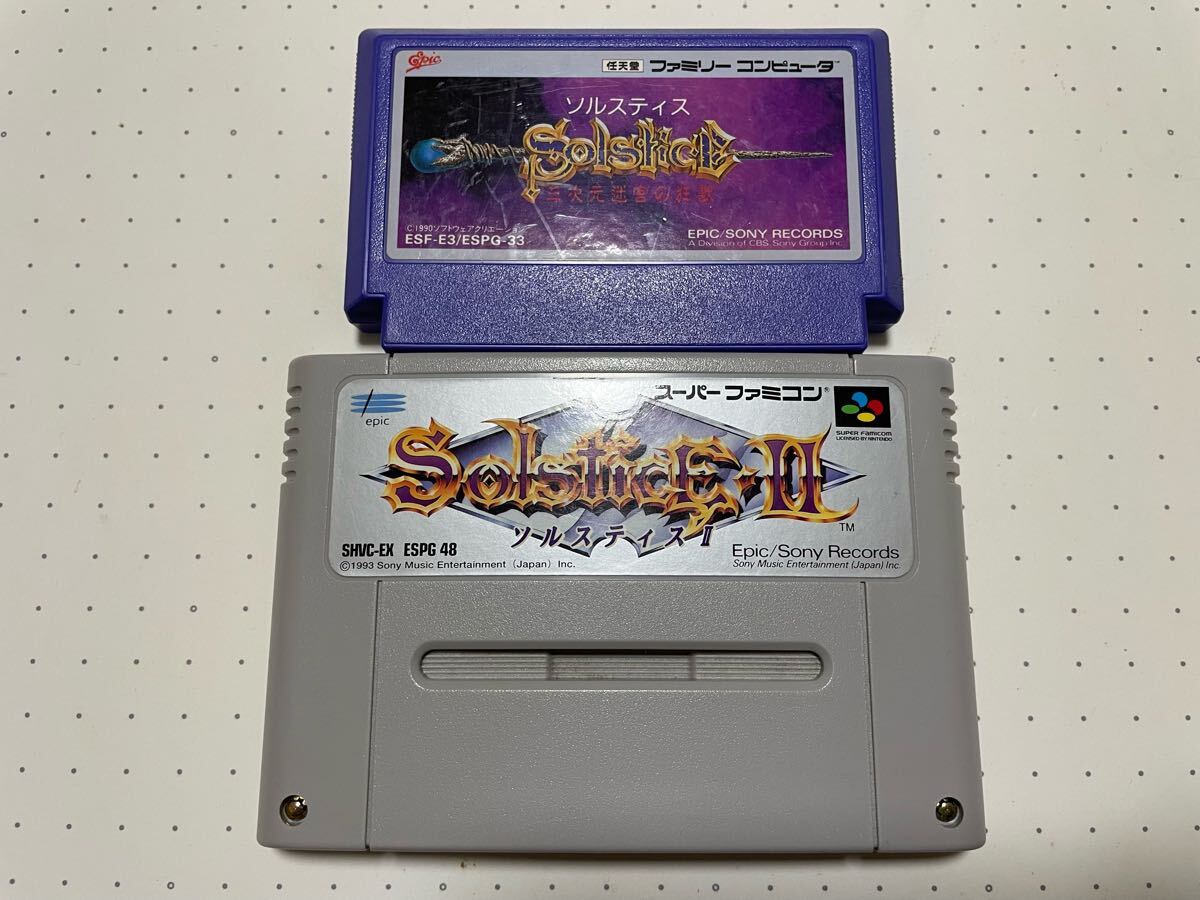 Epic
任天堂 ファミリー コンピュータ™
ソルスティス
Solstice
三次元迷宮の狂獣
©1990ソフトウェアクリエーション
ESF-E3/ESPG-33
EPIC/SONY RECORDS
A Division of CBS Sony Group Inc.
epic
スーパーファミコン®
SUPER FAMICOM
LICENSED BY NINTENDO
SolsticE・II
TM
ソルスティスII
SHVC-EX ESPG 48
©1993 Sony Music Entertainment (Japan) Inc.
Epic/Sony Records
Sony Music Entertainment (Japan) Inc.